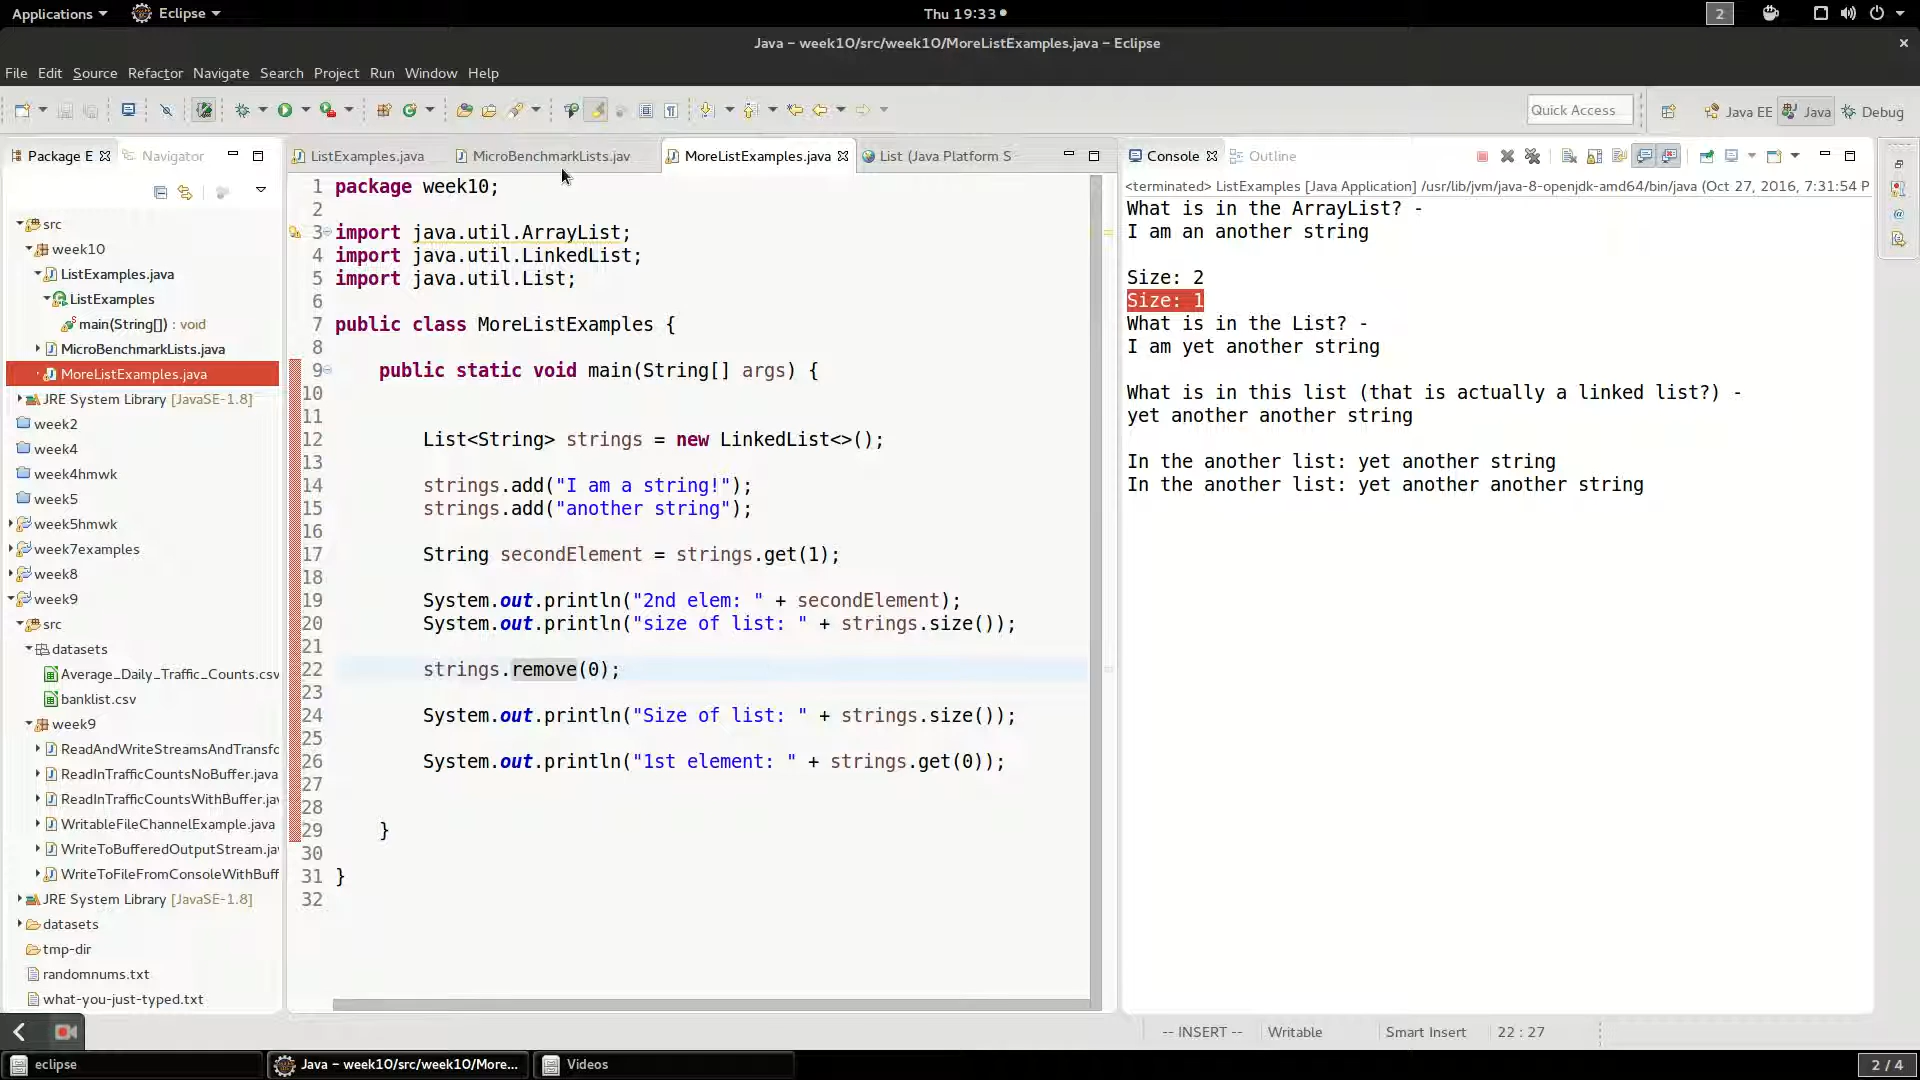 Applications
Eclipse
Thu 19:33
2
Java – week10/src/week10/MoreListExamples.java – Eclipse
File Edit Source Refactor Navigate Search Project Run Window Help
Quick Access
Java EE
Java
Debug
Package E
Navigator
src
week10
ListExamples.java
ListExamples
main(String[]) : void
MicroBenchmarkLists.java
MoreListExamples.java
JRE System Library [JavaSE-1.8]
week2
week4
week4hmwk
week5
week5hmwk
week7examples
week8
week9
src
datasets
Average_Daily_Traffic_Counts.csv
banklist.csv
week9
ReadAndWriteStreamsAndTransfo
ReadInTrafficCountsNoBuffer.java
ReadInTrafficCountsWithBuffer.jav
WritableFileChannelExample.java
WriteToBufferedOutputStream.jav
WriteToFileFromConsoleWithBuff
JRE System Library [JavaSE-1.8]
datasets
tmp-dir
randomnums.txt
what-you-just-typed.txt
ListExamples.java
MicroBenchmarkLists.jav
MoreListExamples.java
List (Java Platform S
1 package week10;
2
3 import java.util.ArrayList;
4 import java.util.LinkedList;
5 import java.util.List;
6
7 public class MoreListExamples {
8
9 public static void main(String[] args) {
10
11
12 List<String> strings = new LinkedList<>();
13
14 strings.add("I am a string!");
15 strings.add("another string");
16
17 String secondElement = strings.get(1);
18
19 System.out.println("2nd elem: " + secondElement);
20 System.out.println("size of list: " + strings.size());
21
22 strings.remove(0);
23
24 System.out.println("Size of list: " + strings.size());
25
26 System.out.println("1st element: " + strings.get(0));
27
28
29 }
30
31 }
32
Console
Outline
<terminated> ListExamples [Java Application] /usr/lib/jvm/java-8-openjdk-amd64/bin/java (Oct 27, 2016, 7:31:54 P
What is in the ArrayList? -
I am an another string
Size: 2
Size: 1
What is in the List? -
I am yet another string
What is in this list (that is actually a linked list?) -
yet another another string
In the another list: yet another string
In the another list: yet another another string
-- INSERT --
Writable
Smart Insert
22 : 27
eclipse
Java – week10/src/week10/More...
Videos
2 / 4